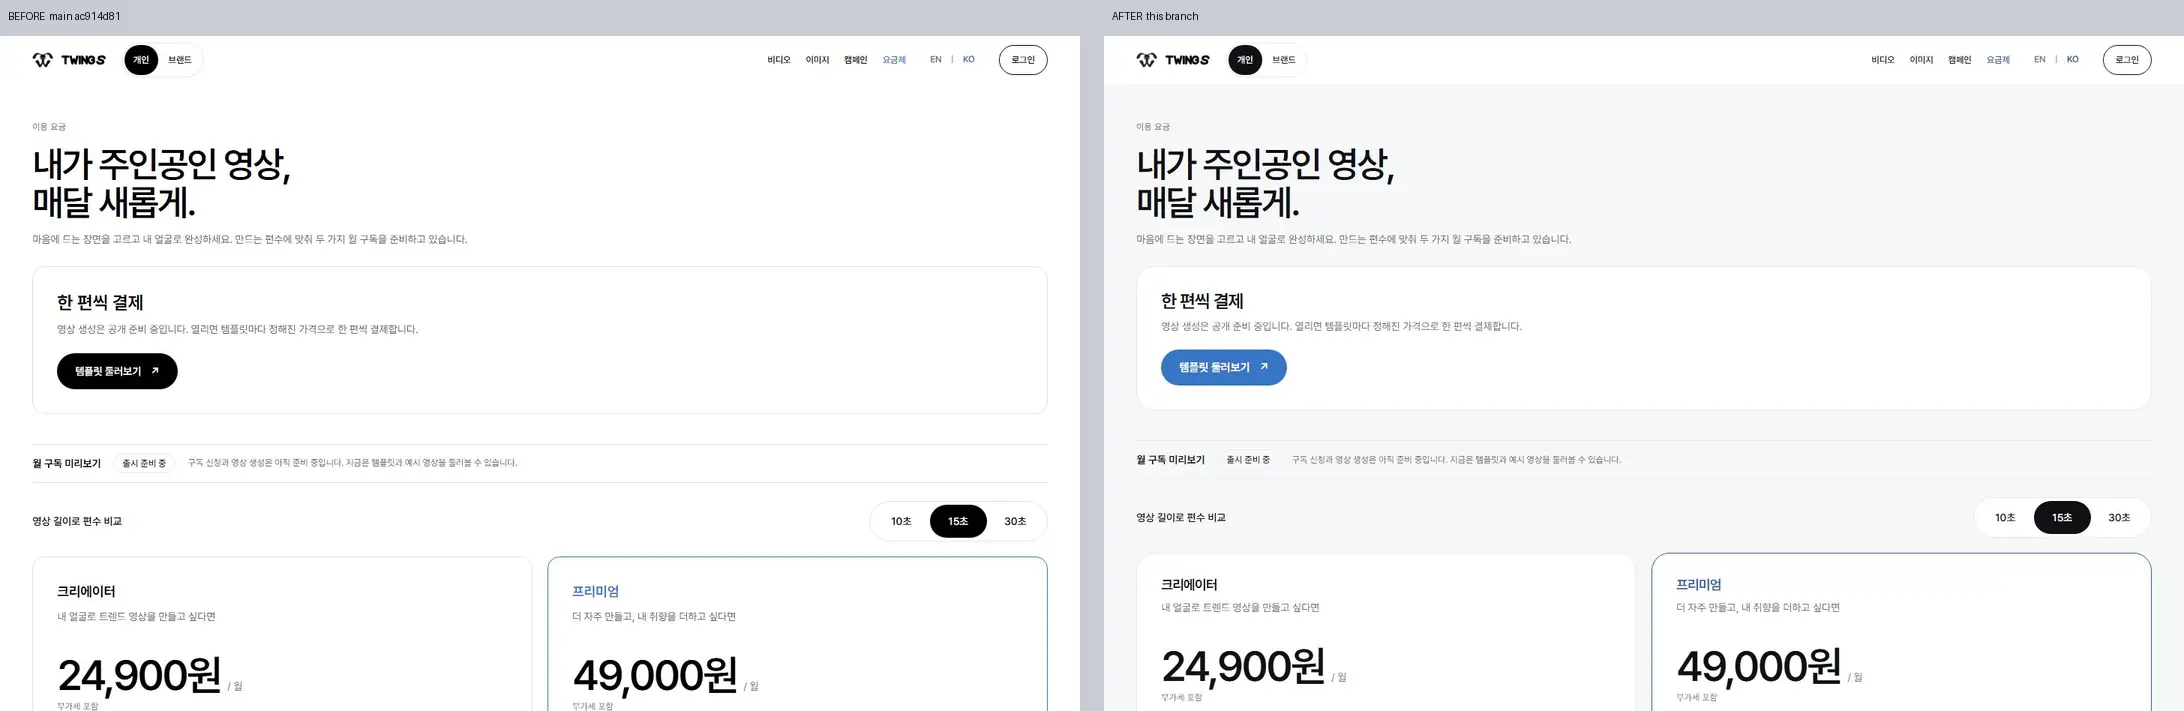 BEFORE main ac914d81
TWINGS 개인 브랜드 비디오 이미지 캠페인 요금제 EN | KO 로그인
이용 요금
내가 주인공인 영상,
매달 새롭게.
마음에 드는 장면을 고르고 내 얼굴로 완성하세요. 만드는 편수에 맞춰 두 가지 월 구독을 준비하고 있습니다.
한 편씩 결제
영상 생성은 공개 준비 중입니다. 열리면 템플릿마다 정해진 가격으로 한 편씩 결제합니다.
템플릿 둘러보기 ↗
월 구독 미리보기 출시 준비 중 구독 신청과 영상 생성은 아직 준비 중입니다. 지금은 템플릿과 예시 영상을 둘러볼 수 있습니다.
영상 길이로 편수 비교 10초 15초 30초
크리에이터
내 얼굴로 트렌드 영상을 만들고 싶다면
24,900원 / 월
부가세 포함
프리미엄
더 자주 만들고, 내 취향을 더하고 싶다면
49,000원 / 월
부가세 포함
AFTER this branch
TWINGS 개인 브랜드 비디오 이미지 캠페인 요금제 EN | KO 로그인
이용 요금
내가 주인공인 영상,
매달 새롭게.
마음에 드는 장면을 고르고 내 얼굴로 완성하세요. 만드는 편수에 맞춰 두 가지 월 구독을 준비하고 있습니다.
한 편씩 결제
영상 생성은 공개 준비 중입니다. 열리면 템플릿마다 정해진 가격으로 한 편씩 결제합니다.
템플릿 둘러보기 ↗
월 구독 미리보기 출시 준비 중 구독 신청과 영상 생성은 아직 준비 중입니다. 지금은 템플릿과 예시 영상을 둘러볼 수 있습니다.
영상 길이로 편수 비교 10초 15초 30초
크리에이터
내 얼굴로 트렌드 영상을 만들고 싶다면
24,900원 / 월
부가세 포함
프리미엄
더 자주 만들고, 내 취향을 더하고 싶다면
49,000원 / 월
부가세 포함